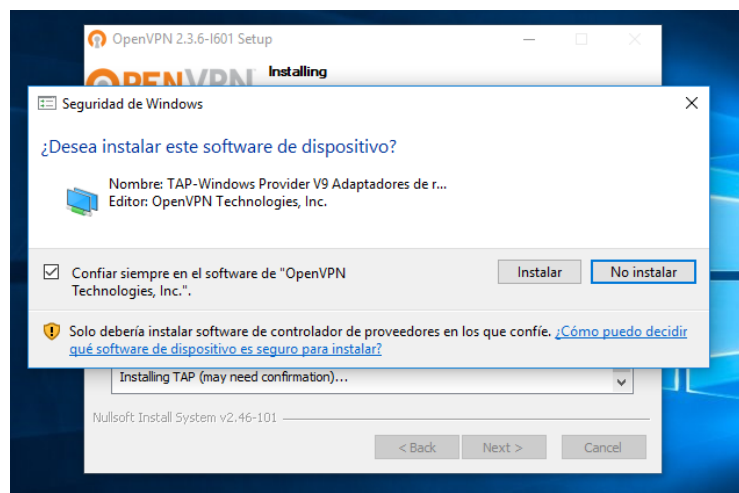 OpenVPN 2.3.6-I601 Setup
OPENVPN
Installing
Seguridad de Windows
¿Desea instalar este software de dispositivo?
Nombre: TAP-Windows Provider V9 Adaptadores de r...
Editor: OpenVPN Technologies, Inc.
Confiar siempre en el software de "OpenVPN
Technologies, Inc.".
Instalar
No instalar
Solo debería instalar software de controlador de proveedores en los que confíe. ¿Cómo puedo decidir
qué software de dispositivo es seguro para instalar?
Installing TAP (may need confirmation)...
Nullsoft Install System v2.46-101
< Back Next > Cancel